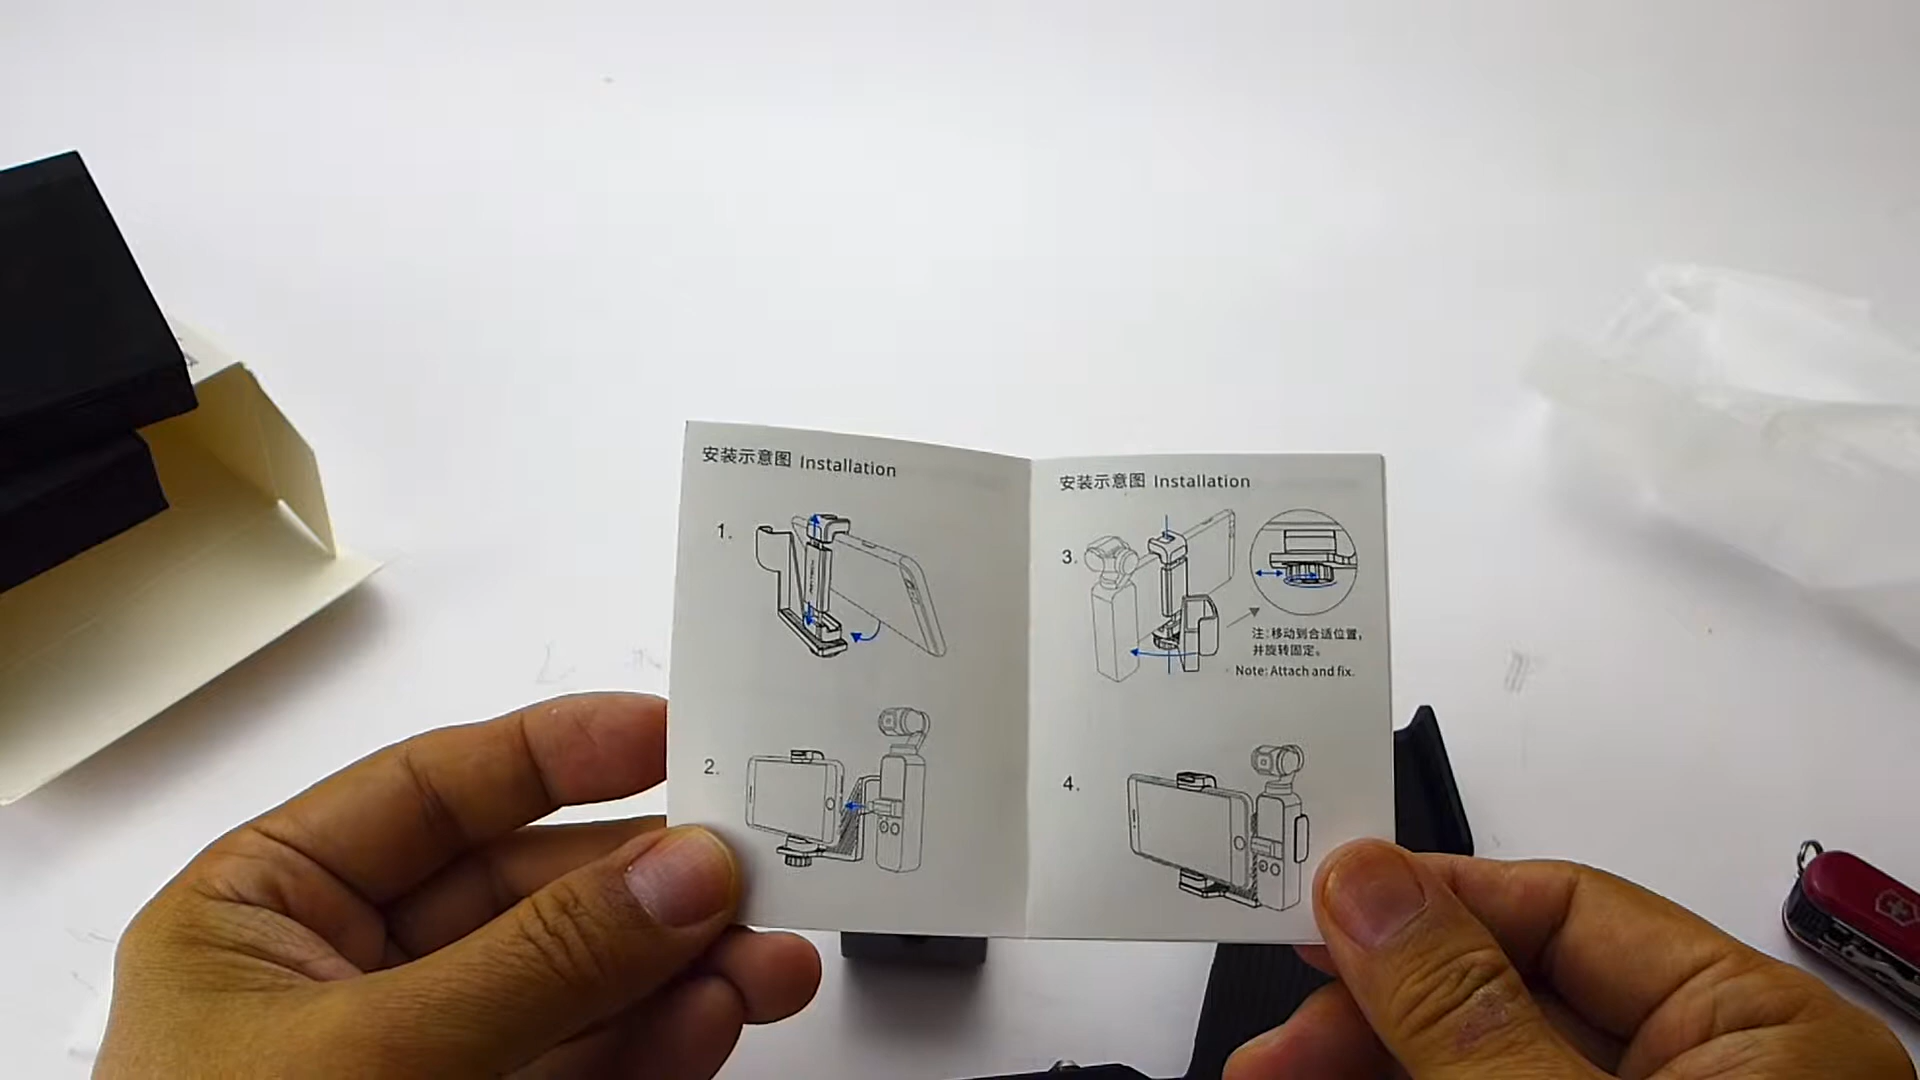 安装示意图 Installation
1.
2.
安装示意图 Installation
3.
注：移动到合适位置，
并旋转固定。
Note: Attach and fix.
4.